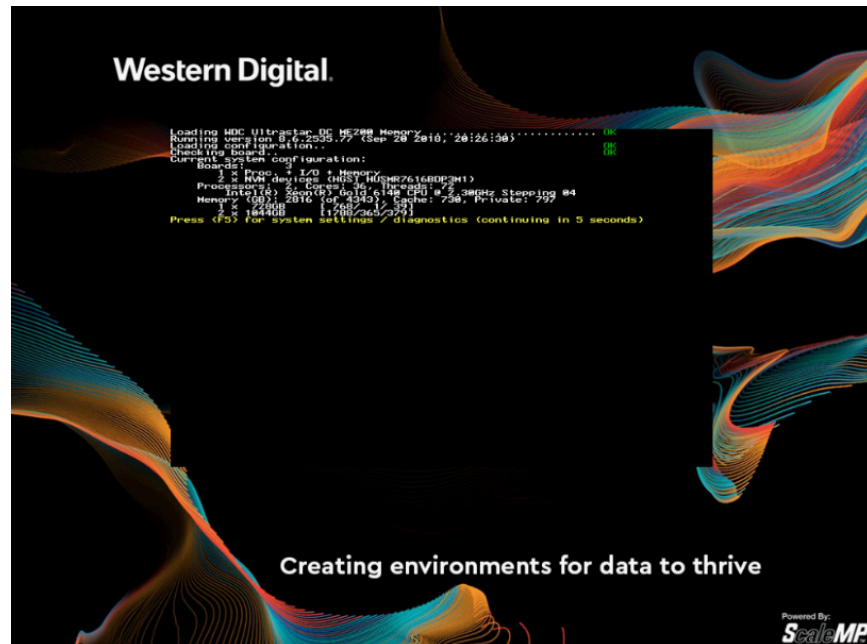 Western Digital.
Loading WDC Ultrastar DC ME200 Memory ............................ OK
Running version 8.6.2535.77 (Sep 20 2018, 20:26:30)
Loading configuration.. OK
Checking board.. OK
Current system configuration:
Boards: 3
1 x Proc. + I/O + Memory
2 x NVM devices (HGST HUSMR7616BDP3M1)
Processors: 2, Cores: 36, Threads: 72
Intel(R) Xeon(R) Gold 6140 CPU @ 2.30GHz Stepping 04
Memory (GB): 2016 (of 4343), Cache: 730, Private: 797
1 x 728GB [ 768/ 1/ 39]
2 x 1044GB [1788/365/379]
Press (F5) for system settings / diagnostics (continuing in 5 seconds)
Creating environments for data to thrive
Powered By:
ScaleMP.